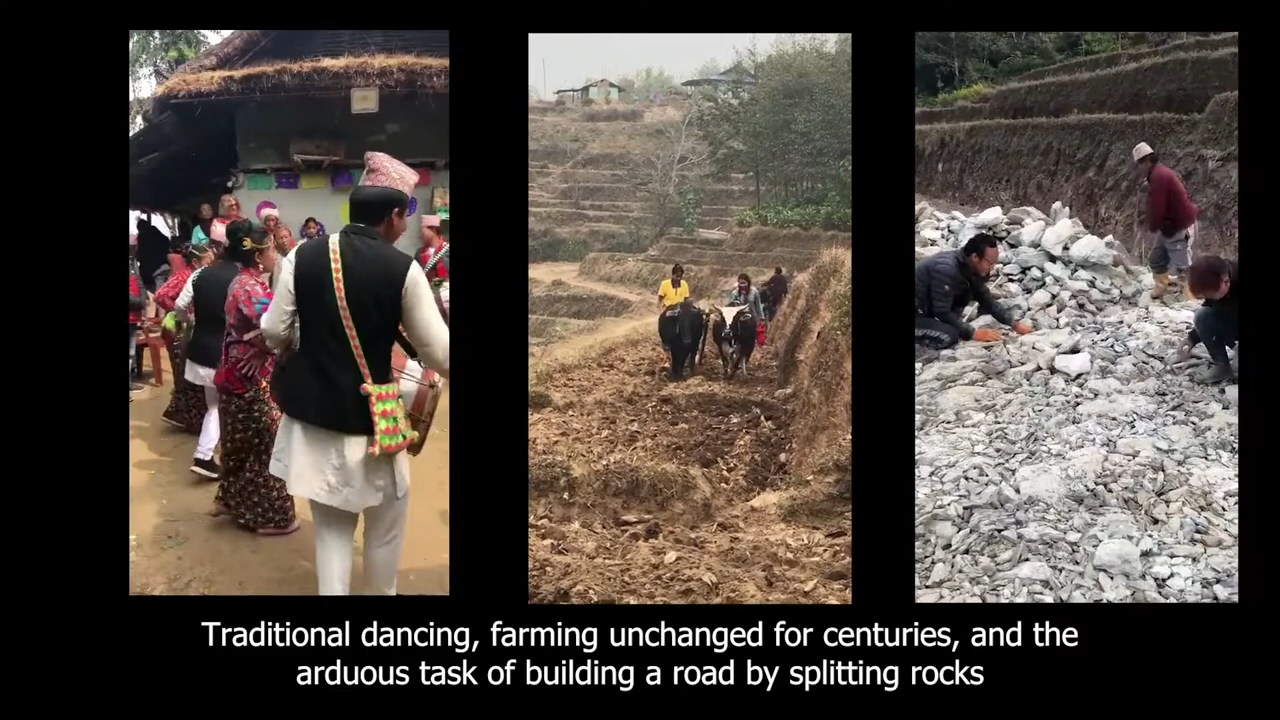 Traditional dancing, farming unchanged for centuries, and the
arduous task of building a road by splitting rocks